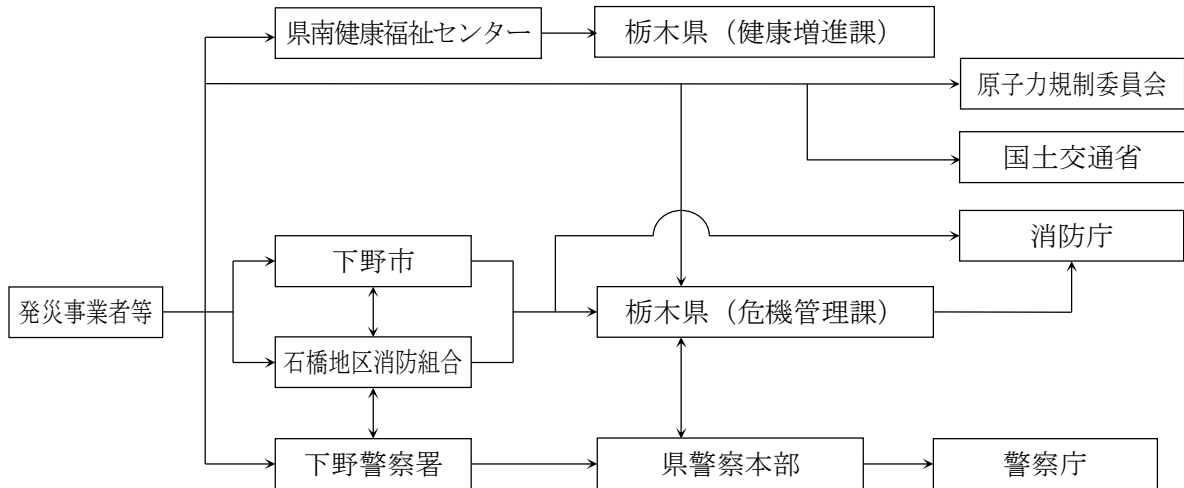 県南健康福祉センター
栃木県（健康増進課）
原子力規制委員会
国土交通省
消防庁
下野市
発災事業者等
栃木県（危機管理課）
石橋地区消防組合
下野警察署
県警察本部
警察庁